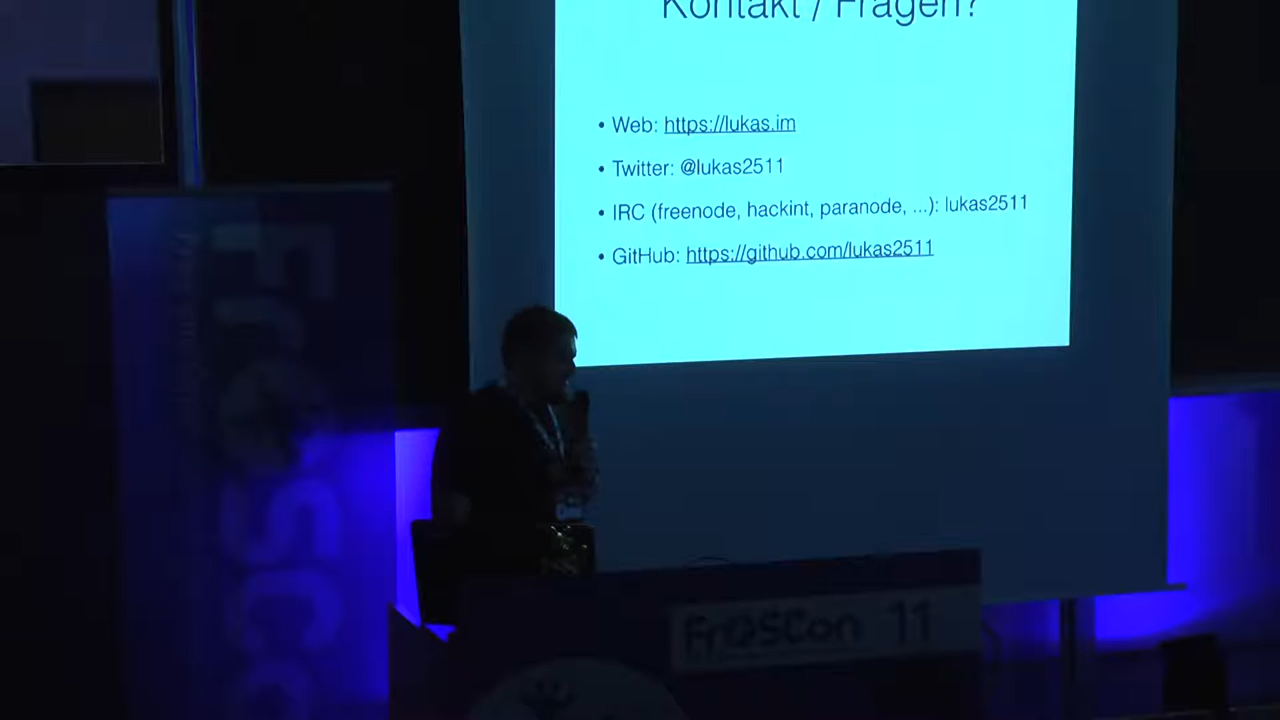 Kontakt / Fragen?
• Web: https://lukas.im
• Twitter: @lukas2511
• IRC (freenode, hackint, paranode, ...): lukas2511
• GitHub: https://github.com/lukas2511
FrOSCon 11
FrOSCo